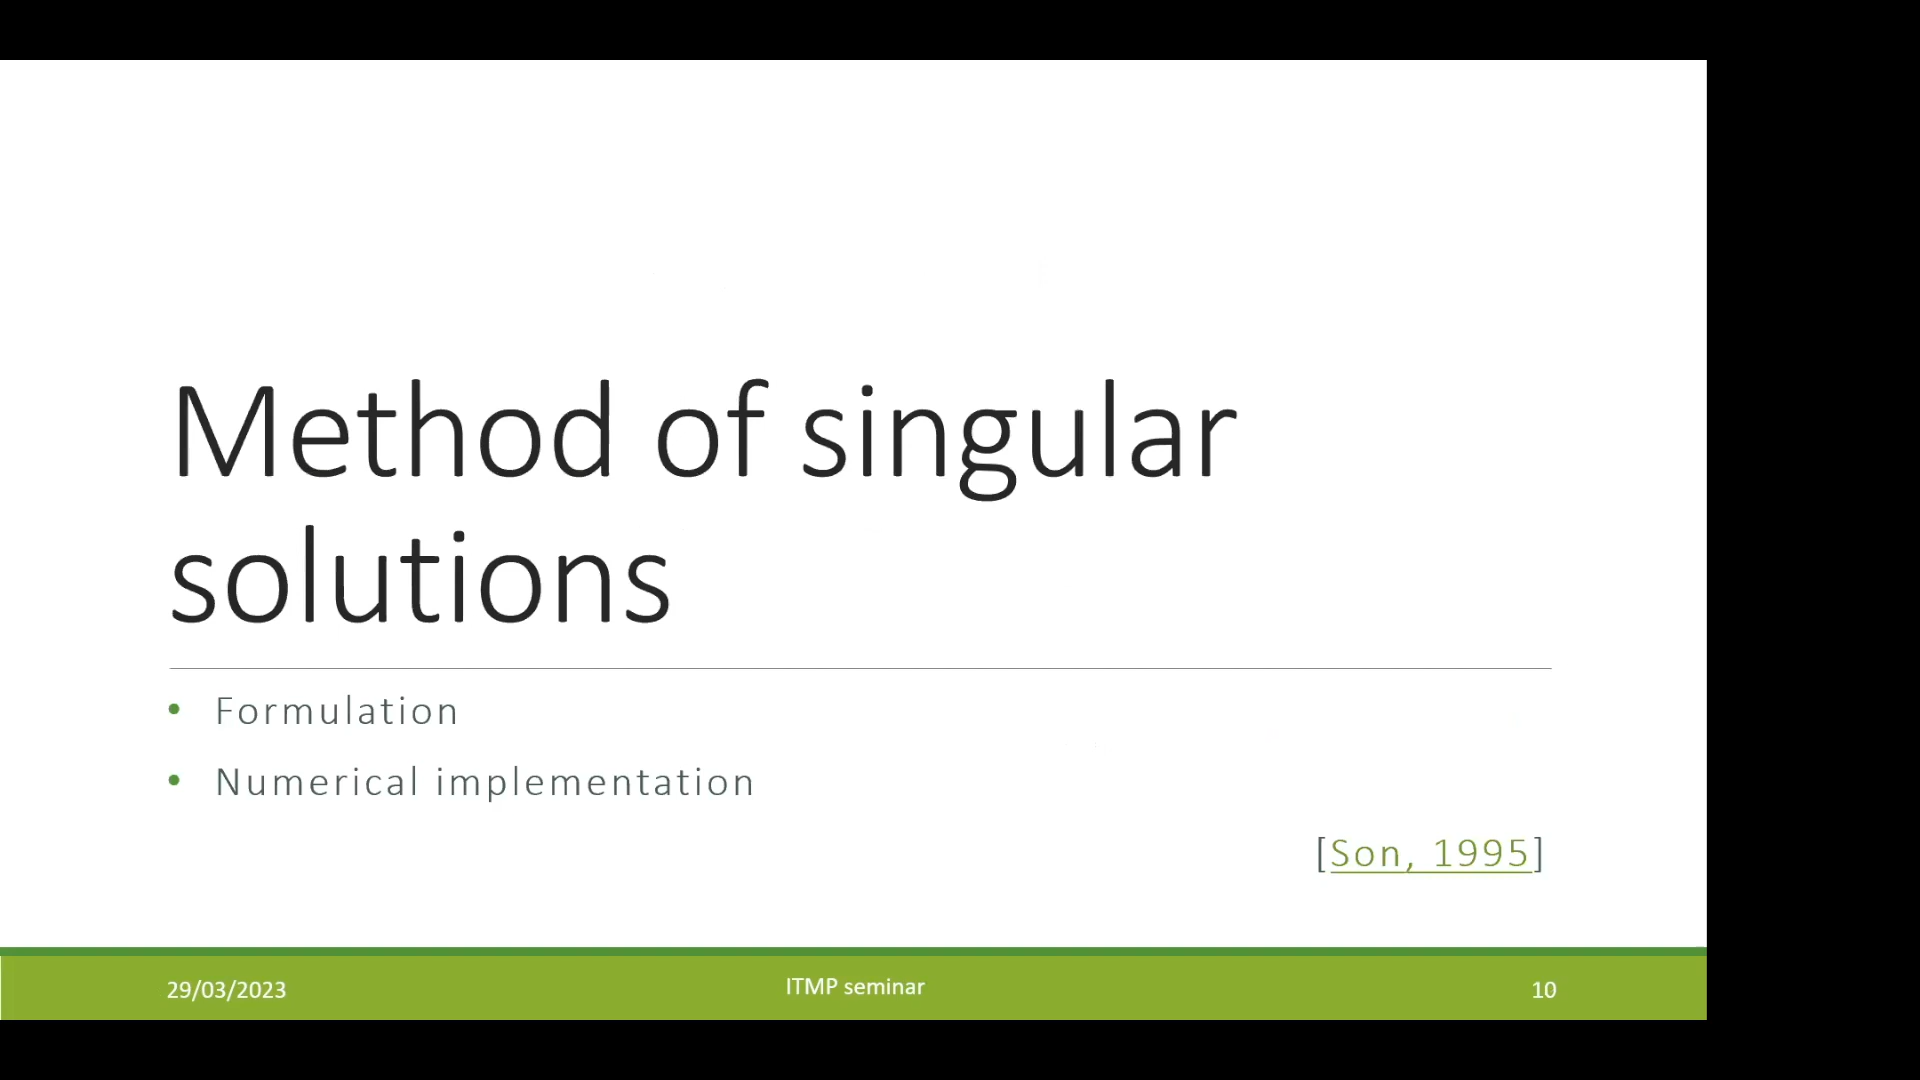 Method of singular
solutions
• Formulation
• Numerical implementation
[Son, 1995]
29/03/2023
ITMP seminar
10